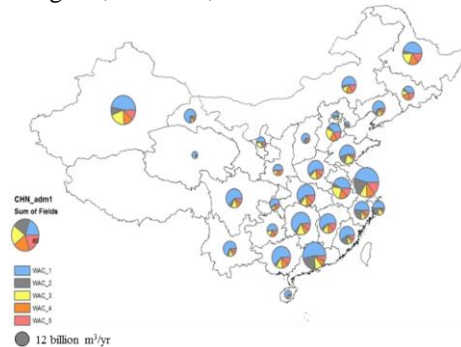 CHN_adm1
Sum of Fields
WAC_1
WAC_2
WAC_3
WAC_4
WAC_5
12 billion m³/yr